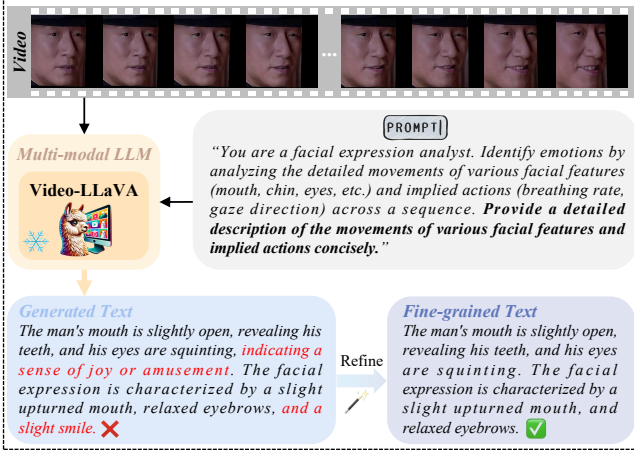 Video
...
Multi-modal LLM
Video-LLaVA
PROMPT
“You are a facial expression analyst. Identify emotions by
analyzing the detailed movements of various facial features
(mouth, chin, eyes, etc.) and implied actions (breathing rate,
gaze direction) across a sequence. Provide a detailed
description of the movements of various facial features and
implied actions concisely.”
Generated Text
The man's mouth is slightly open, revealing his
teeth, and his eyes are squinting, indicating a
sense of joy or amusement. The facial
expression is characterized by a slight
upturned mouth, relaxed eyebrows, and a
slight smile.
Refine
Fine-grained Text
The man's mouth is slightly open,
revealing his teeth, and his eyes
are squinting. The facial
expression is characterized by a
slight upturned mouth, and
relaxed eyebrows.